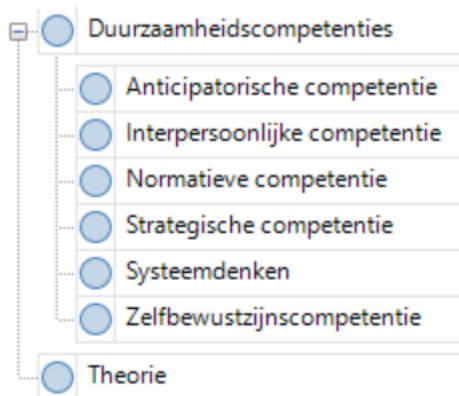 Duurzaamheidscompetenties
Anticipatorische competentie
Interpersoonlijke competentie
Normatieve competentie
Strategische competentie
Systeemdenken
Zelfbewustzijnscompetentie
Theorie